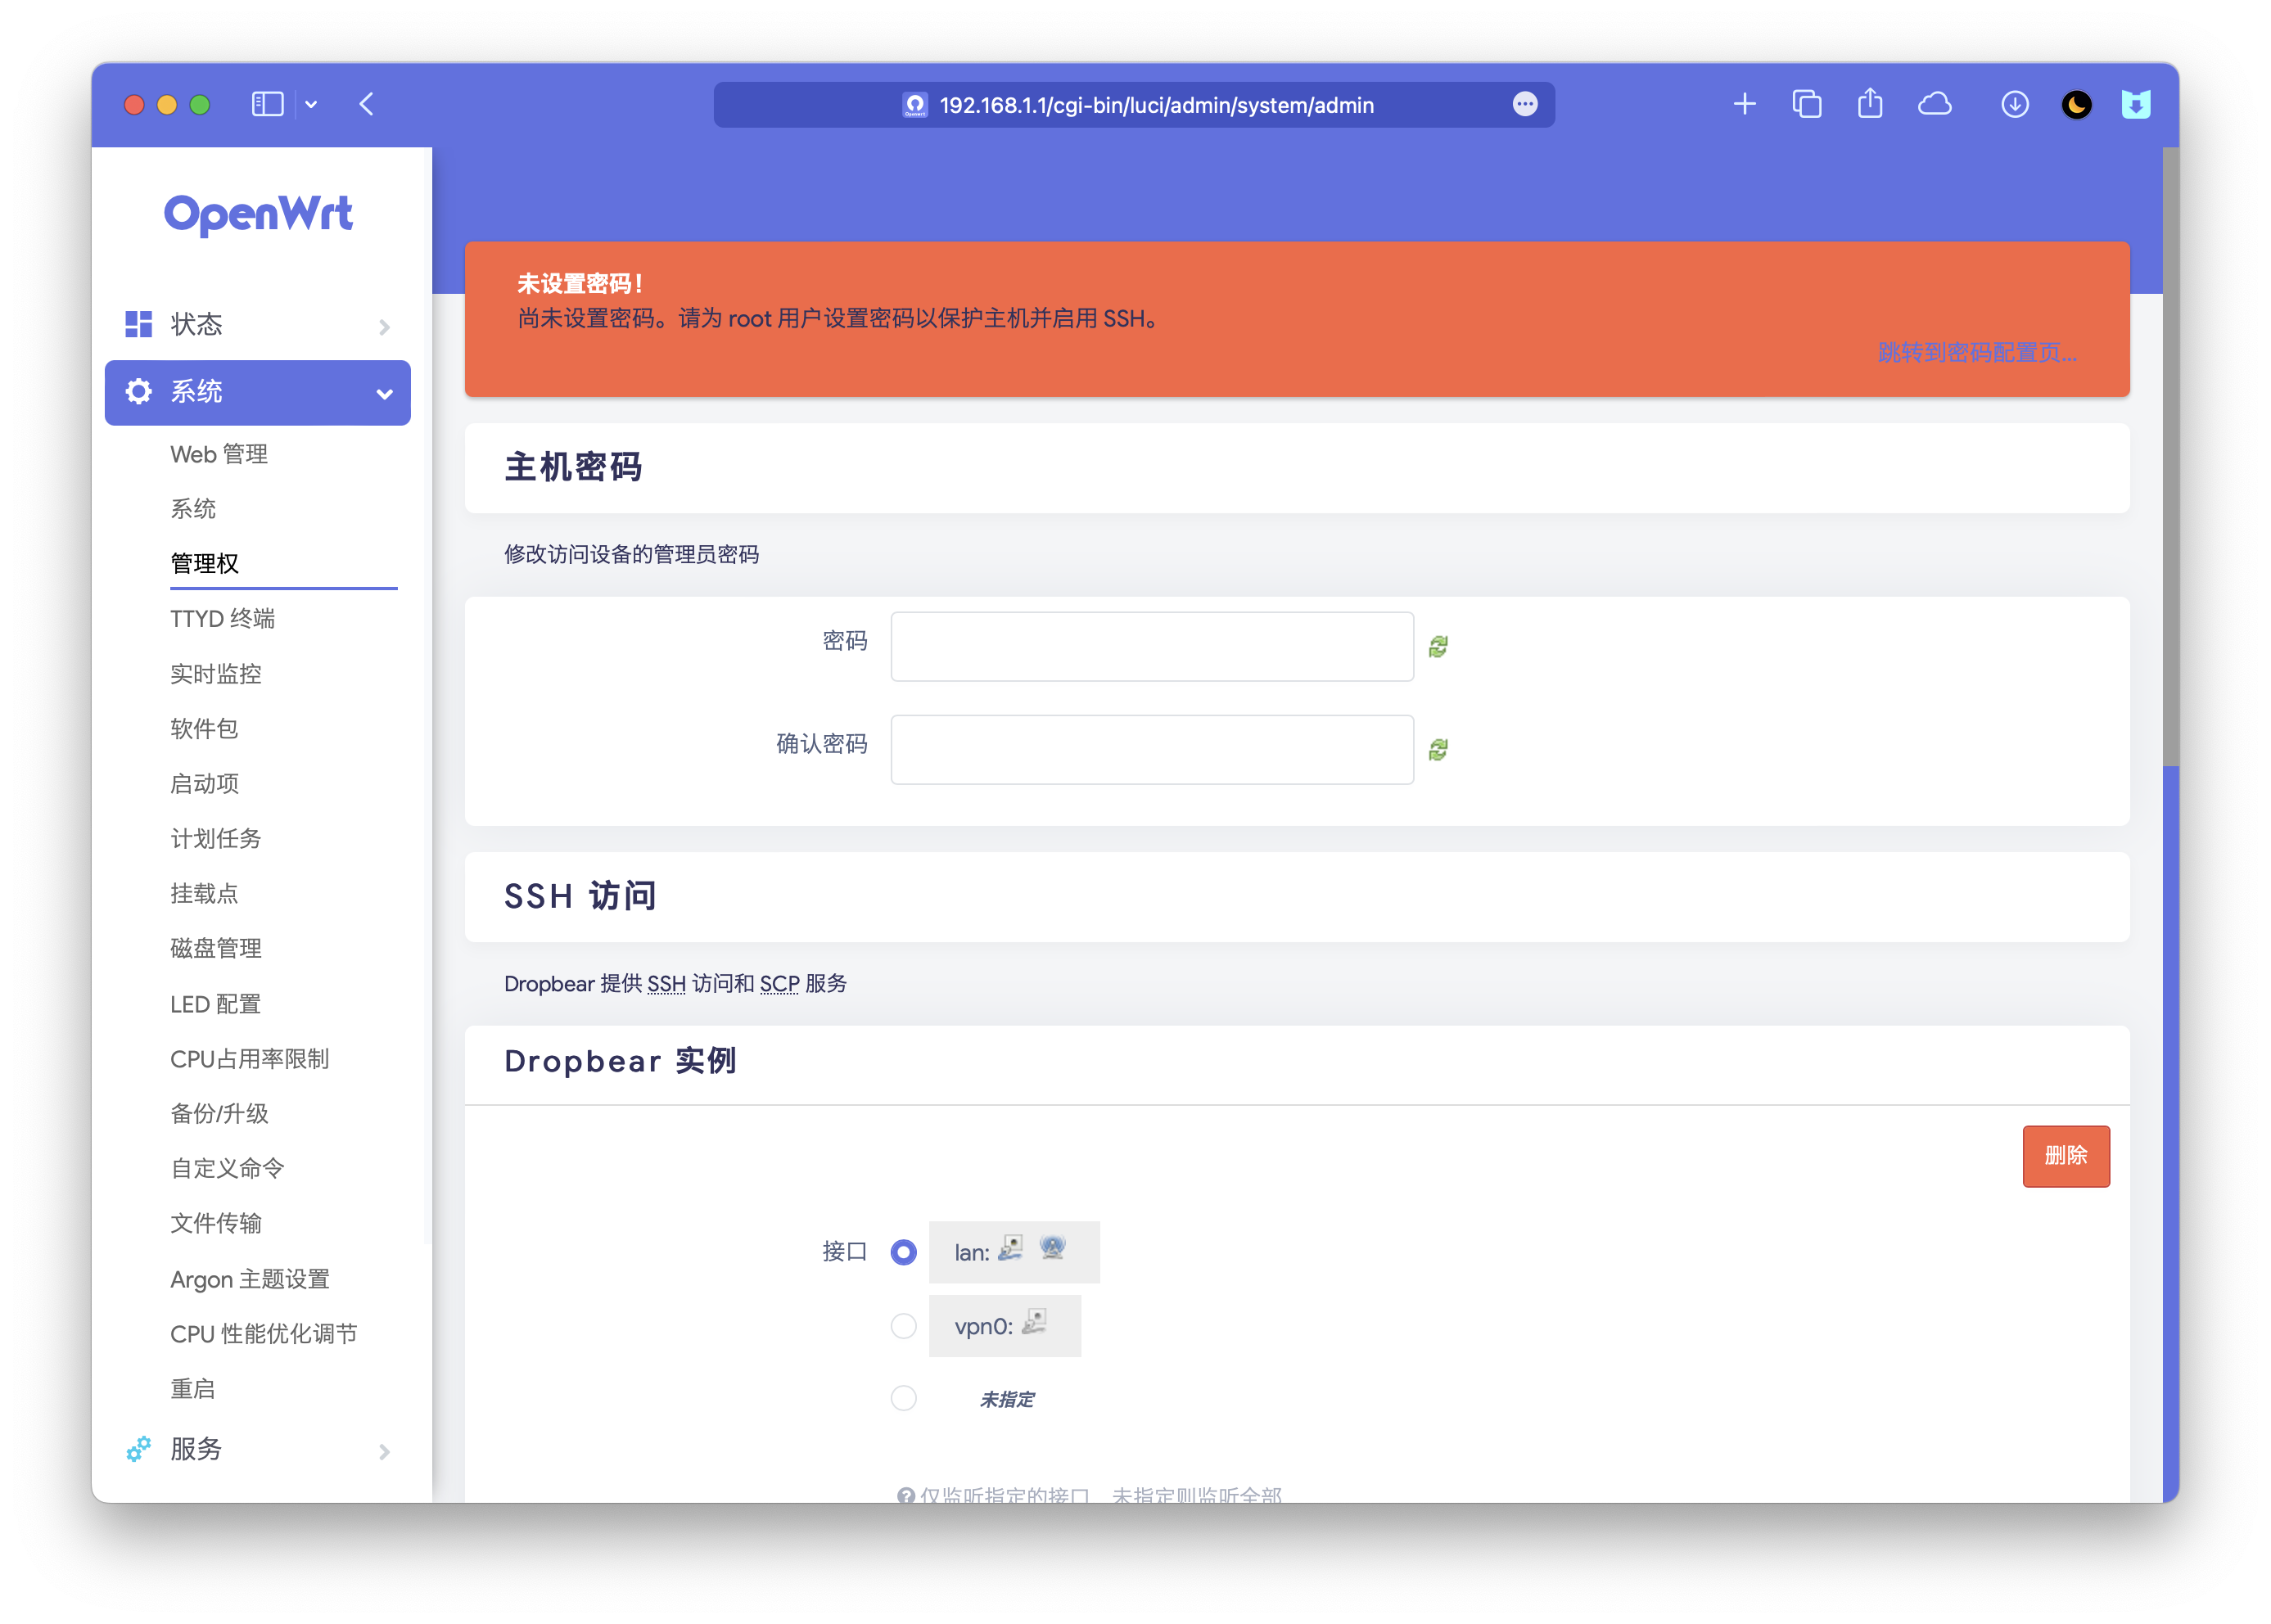 192.168.1.1/cgi-bin/luci/admin/system/admin
OpenWrt
状态
系统
Web 管理
系统
管理权
TTYD 终端
实时监控
软件包
启动项
计划任务
挂载点
磁盘管理
LED 配置
CPU占用率限制
备份/升级
自定义命令
文件传输
Argon 主题设置
CPU 性能优化调节
重启
服务
未设置密码！
尚未设置密码。请为 root 用户设置密码以保护主机并启用 SSH。
跳转到密码配置页...
主机密码
修改访问设备的管理员密码
密码
确认密码
SSH 访问
Dropbear 提供 SSH 访问和 SCP 服务
Dropbear 实例
删除
接口
lan:
vpn0:
未指定
仅监听指定的接口，未指定则监听全部